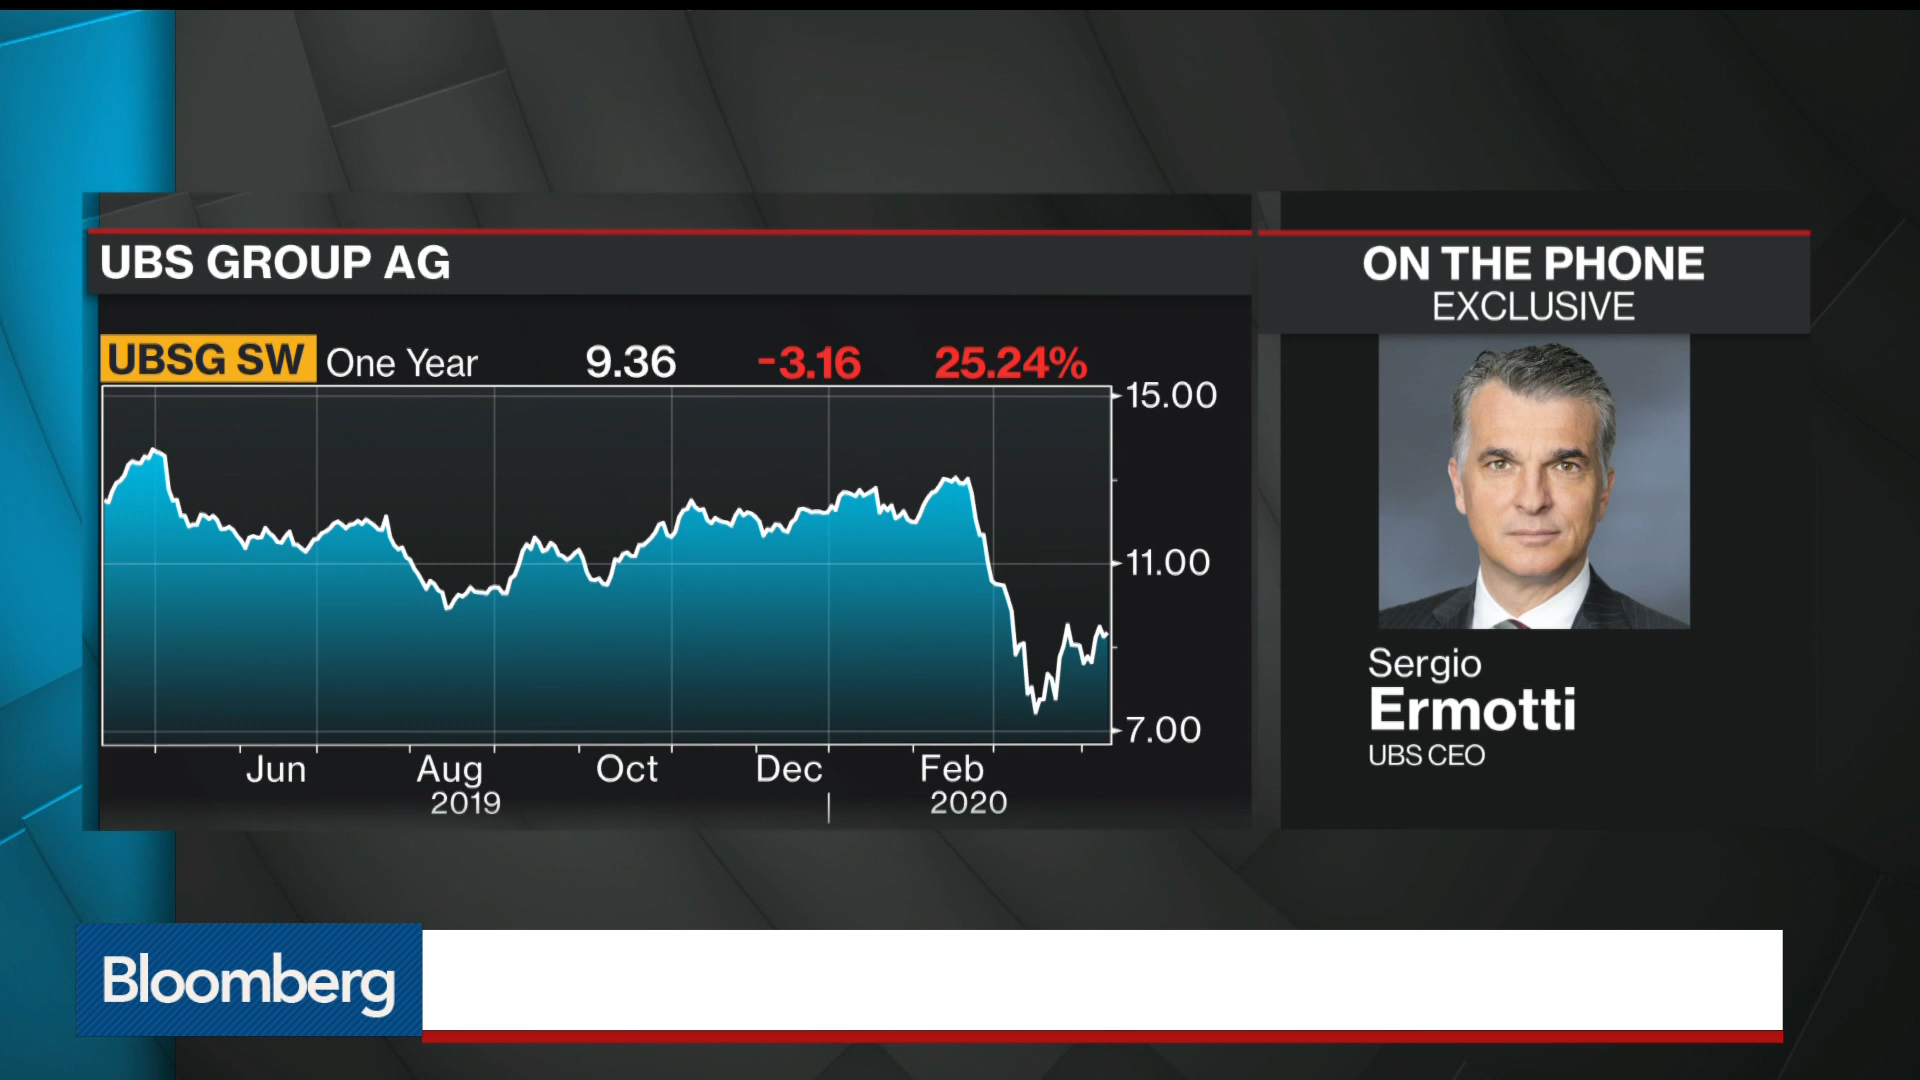 UBS GROUP AG
UBSG SW One Year 9.36 -3.16 25.24%
15.00
11.00
7.00
Jun Aug Oct Dec Feb
2019 2020
ON THE PHONE
EXCLUSIVE
Sergio
Ermotti
UBS CEO
Bloomberg